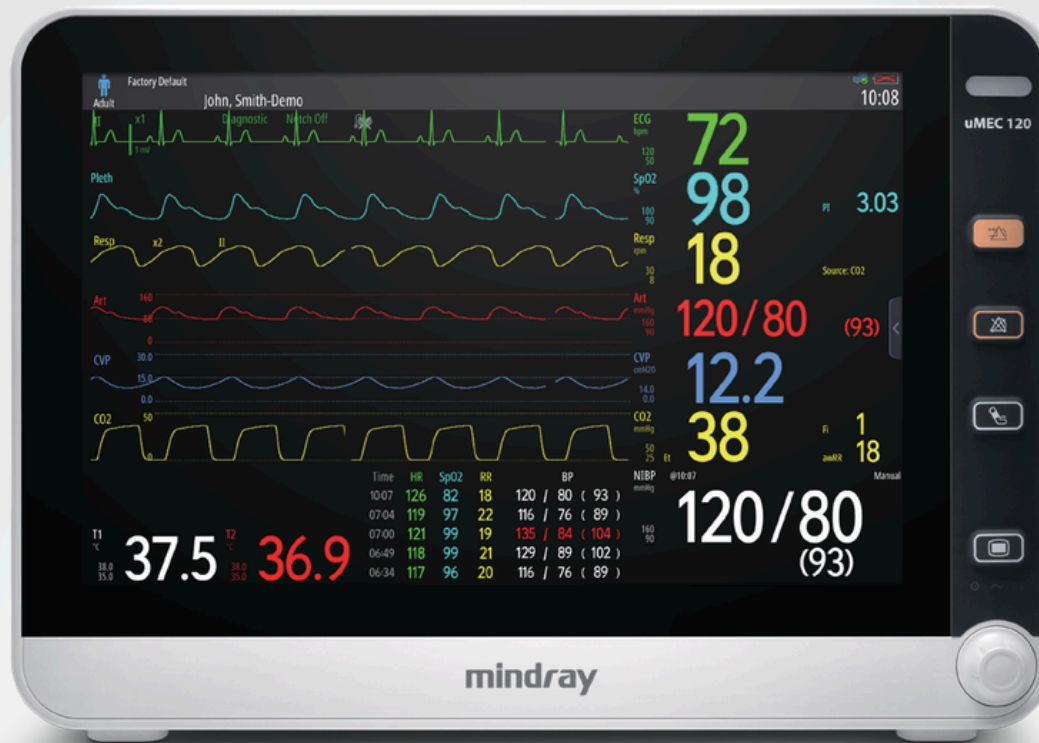 Factory Default
Adult
John, Smith-Demo
10:08
uMEC 120
II x1 Diagnostic Notch Off
1 mV
ECG
bpm
120
50
72
Pleth
SpO2
%
100
90
98
PI 3.03
Resp x2 II
Resp
rpm
30
8
18
Source: CO2
Art
160
80
0
Art
mmHg
160
90
120/80 (93)
CVP
30.0
15.0
0.0
CVP
cmH2O
14.0
0.0
12.2
CO2
50
0
CO2
mmHg
50
25
Et 38
Fi 1
awRR 18
T1
°C
38.0
35.0
37.5
T2
°C
38.0
35.0
36.9
Time HR SpO2 RR BP
10:07 126 82 18 120 / 80 ( 93 )
07:04 119 97 22 116 / 76 ( 89 )
07:00 121 99 19 135 / 84 ( 104 )
06:49 118 99 21 129 / 89 ( 102 )
06:34 117 96 20 116 / 76 ( 89 )
NIBP
mmHg
160
90
@10:07 Manual
120/80
(93)
mindray